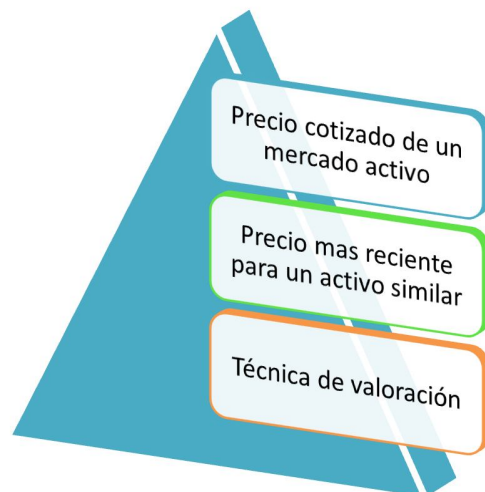 Precio cotizado de un
mercado activo
Precio mas reciente
para un activo similar
Técnica de valoración